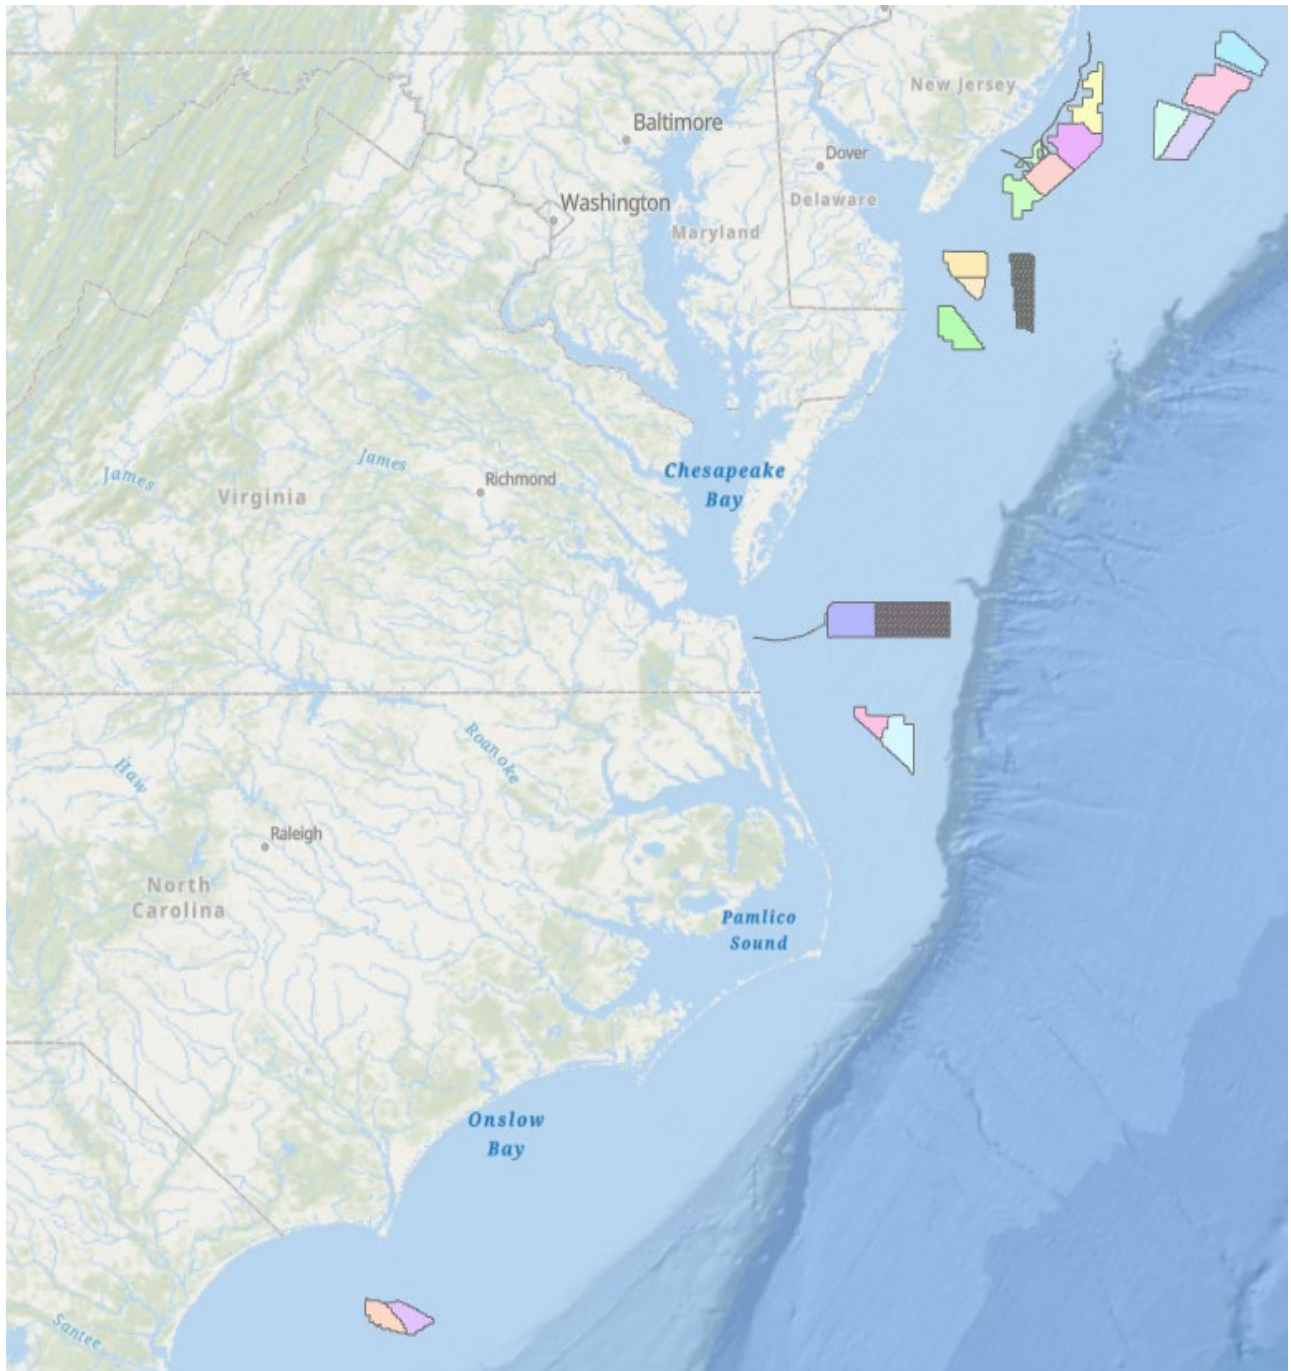 New Jersey
Baltimore
Dover
Delaware
Washington
Maryland
Chesapeake
Bay
James
James
Richmond
Virginia
Roanoke
Haw
Raleigh
North
Carolina
Pamlico
Sound
Onslow
Bay
Santee